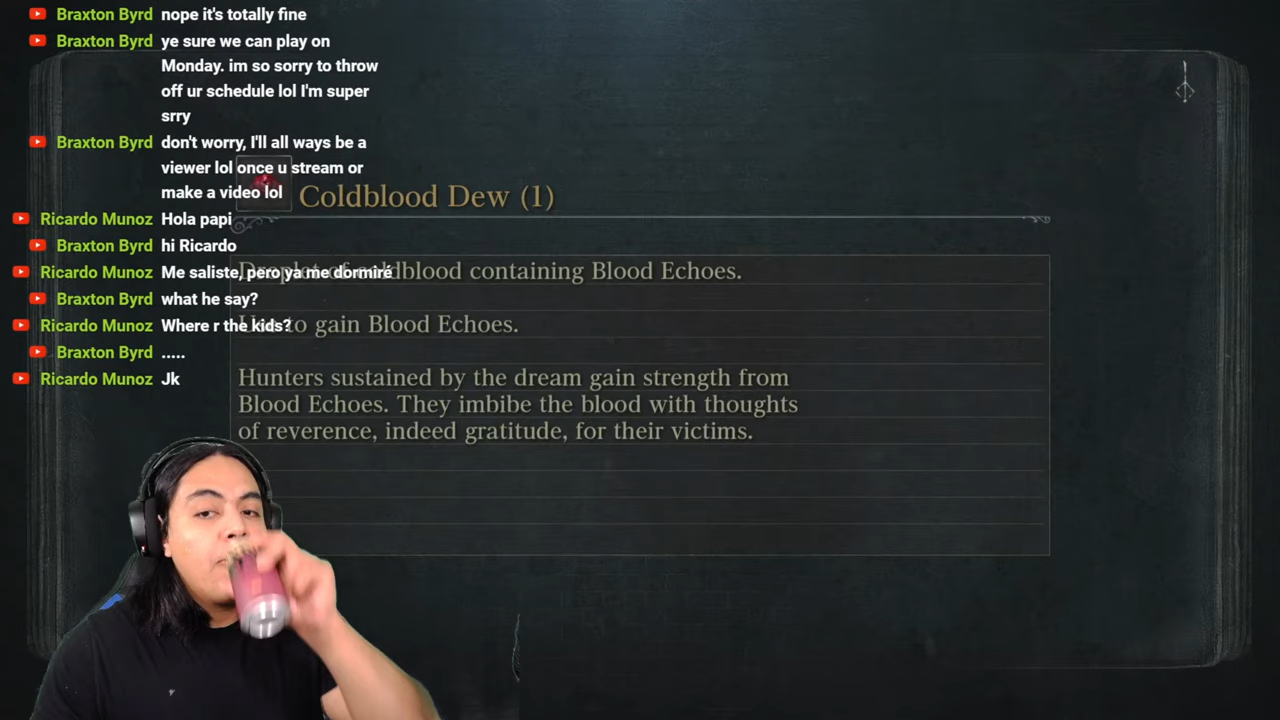 Braxton Byrd nope it's totally fine
Braxton Byrd ye sure we can play on
Monday. im so sorry to throw
off ur schedule lol I'm super
srry
Braxton Byrd don't worry, I'll all ways be a
viewer lol once u stream or
make a video lol
Coldblood Dew (1)
Ricardo Munoz Hola papi
Braxton Byrd hi Ricardo
Ricardo Munoz Me saliste, pero ya me dormiré
Droplet of coldblood containing Blood Echoes.
Braxton Byrd what he say?
Ricardo Munoz Where r the kids?
Use to gain Blood Echoes.
Braxton Byrd .....
Ricardo Munoz Jk
Hunters sustained by the dream gain strength from
Blood Echoes. They imbibe the blood with thoughts
of reverence, indeed gratitude, for their victims.